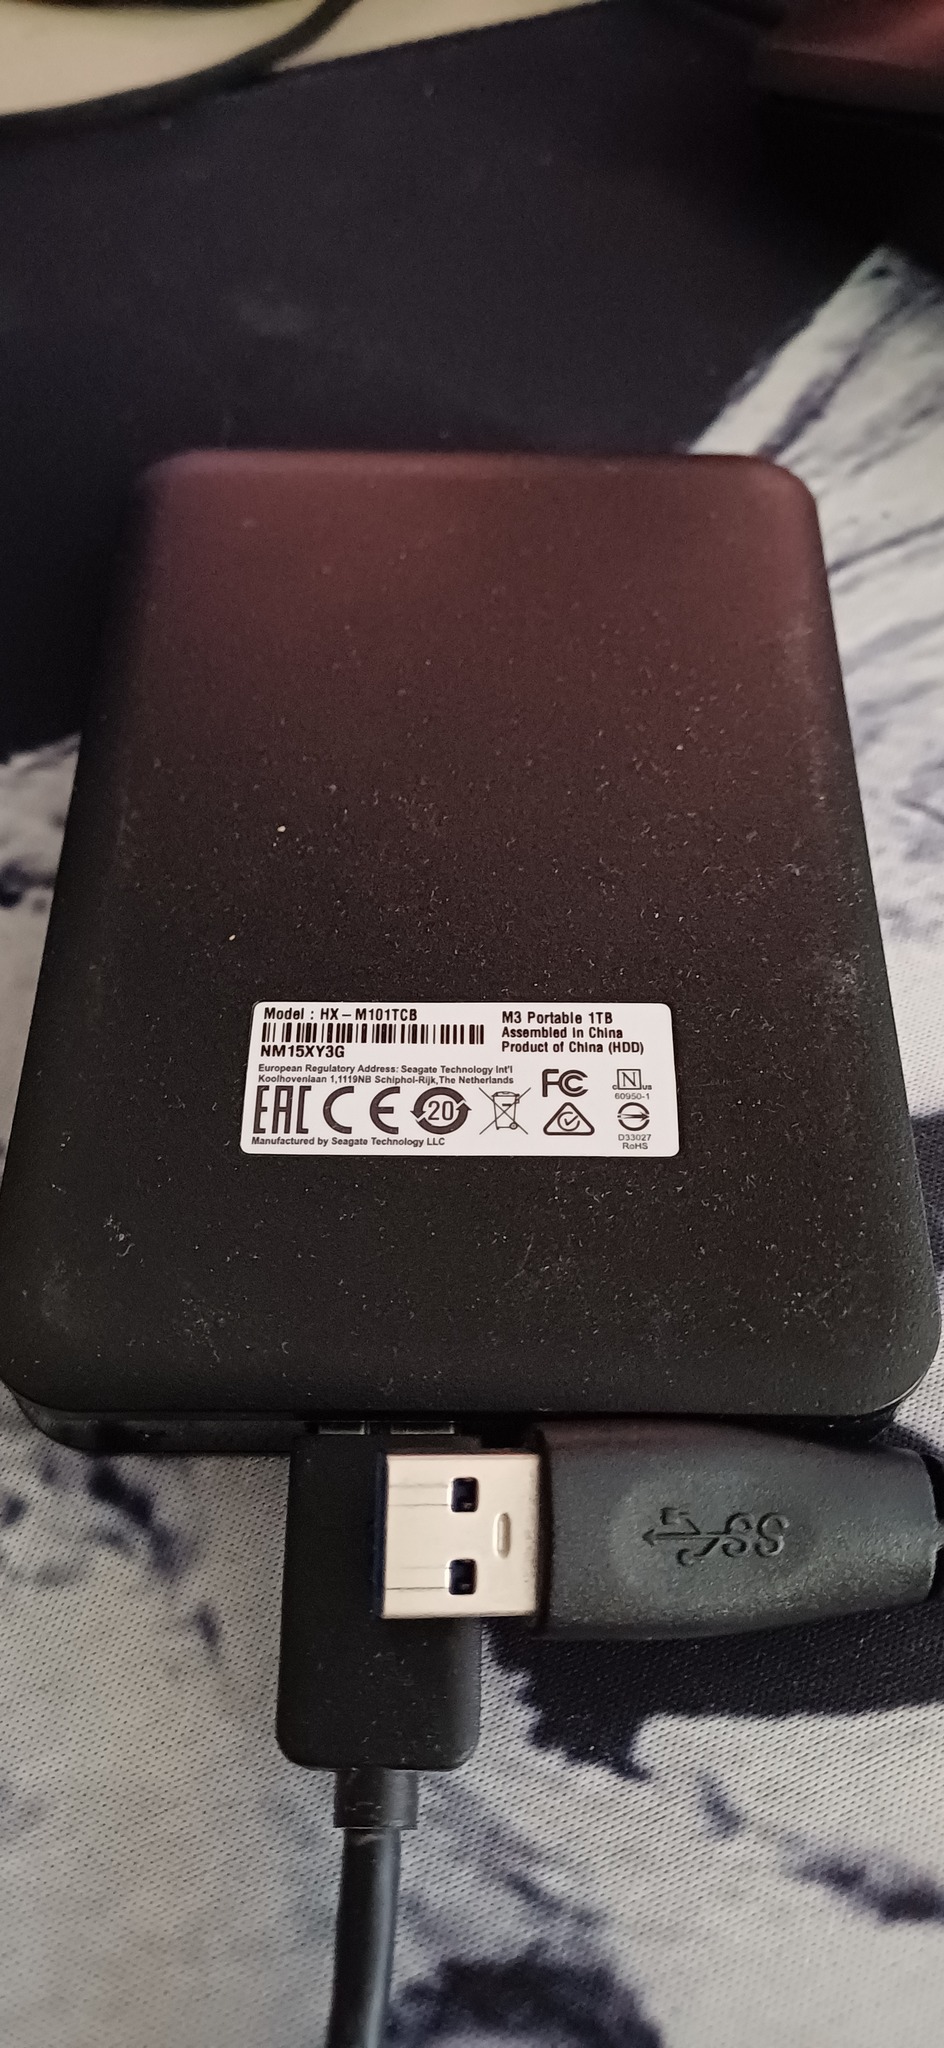 Model : HX - M101TCB
NM15XY3G
M3 Portable 1TB
Assembled in China
Product of China (HDD)
European Regulatory Address: Seagate Technology Int'l
Koolhovenlaan 1,1119NB Schiphol-Rijk,The Netherlands
EAC CE 20 FC
c N us
60950-1
D33027
RoHS
Manufactured by Seagate Technology LLC
SS